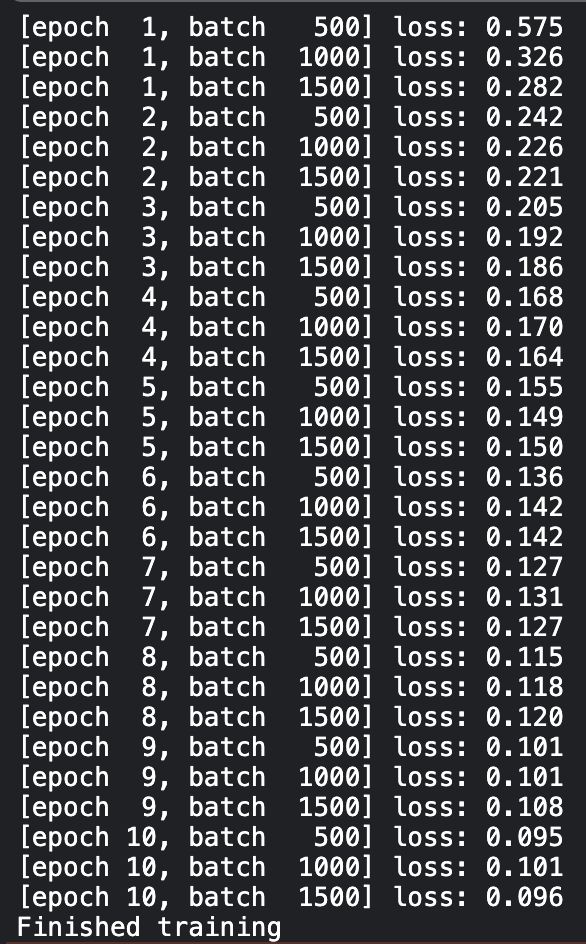 [epoch  1, batch   500] loss: 0.575
[epoch  1, batch  1000] loss: 0.326
[epoch  1, batch  1500] loss: 0.282
[epoch  2, batch   500] loss: 0.242
[epoch  2, batch  1000] loss: 0.226
[epoch  2, batch  1500] loss: 0.221
[epoch  3, batch   500] loss: 0.205
[epoch  3, batch  1000] loss: 0.192
[epoch  3, batch  1500] loss: 0.186
[epoch  4, batch   500] loss: 0.168
[epoch  4, batch  1000] loss: 0.170
[epoch  4, batch  1500] loss: 0.164
[epoch  5, batch   500] loss: 0.155
[epoch  5, batch  1000] loss: 0.149
[epoch  5, batch  1500] loss: 0.150
[epoch  6, batch   500] loss: 0.136
[epoch  6, batch  1000] loss: 0.142
[epoch  6, batch  1500] loss: 0.142
[epoch  7, batch   500] loss: 0.127
[epoch  7, batch  1000] loss: 0.131
[epoch  7, batch  1500] loss: 0.127
[epoch  8, batch   500] loss: 0.115
[epoch  8, batch  1000] loss: 0.118
[epoch  8, batch  1500] loss: 0.120
[epoch  9, batch   500] loss: 0.101
[epoch  9, batch  1000] loss: 0.101
[epoch  9, batch  1500] loss: 0.108
[epoch 10, batch   500] loss: 0.095
[epoch 10, batch  1000] loss: 0.101
[epoch 10, batch  1500] loss: 0.096
Finished training